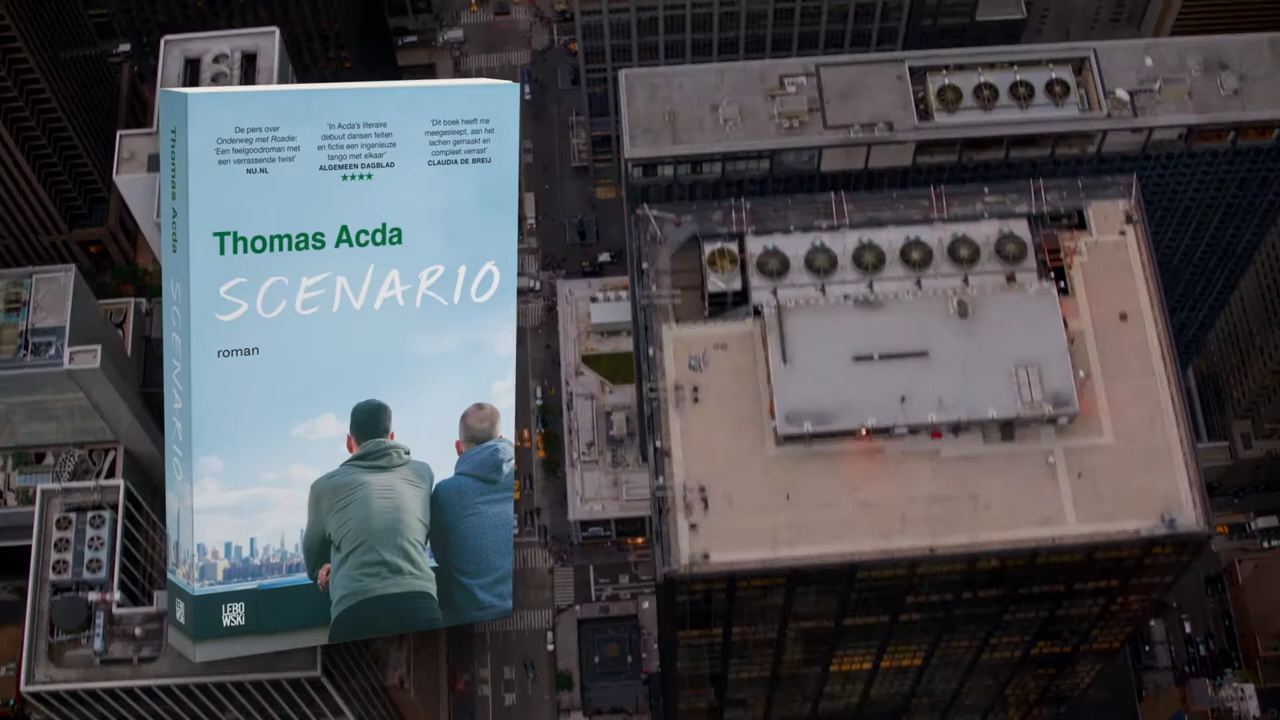 De pers over
Onderweg met Roadie:
'Een feelgoodroman met
een verrassende twist'
NU.NL
'In Acda's literaire
debuut dansen feiten
en fictie een ingenieuze
tango met elkaar'
ALGEMEEN DAGBLAD
★★★★
'Dit boek heeft me
meegesleept, aan het
lachen gemaakt en
compleet verrast'
CLAUDIA DE BREIJ
Thomas Acda
SCENARIO
roman
LEBO
WSKI
Thomas Acda
SCENARIO